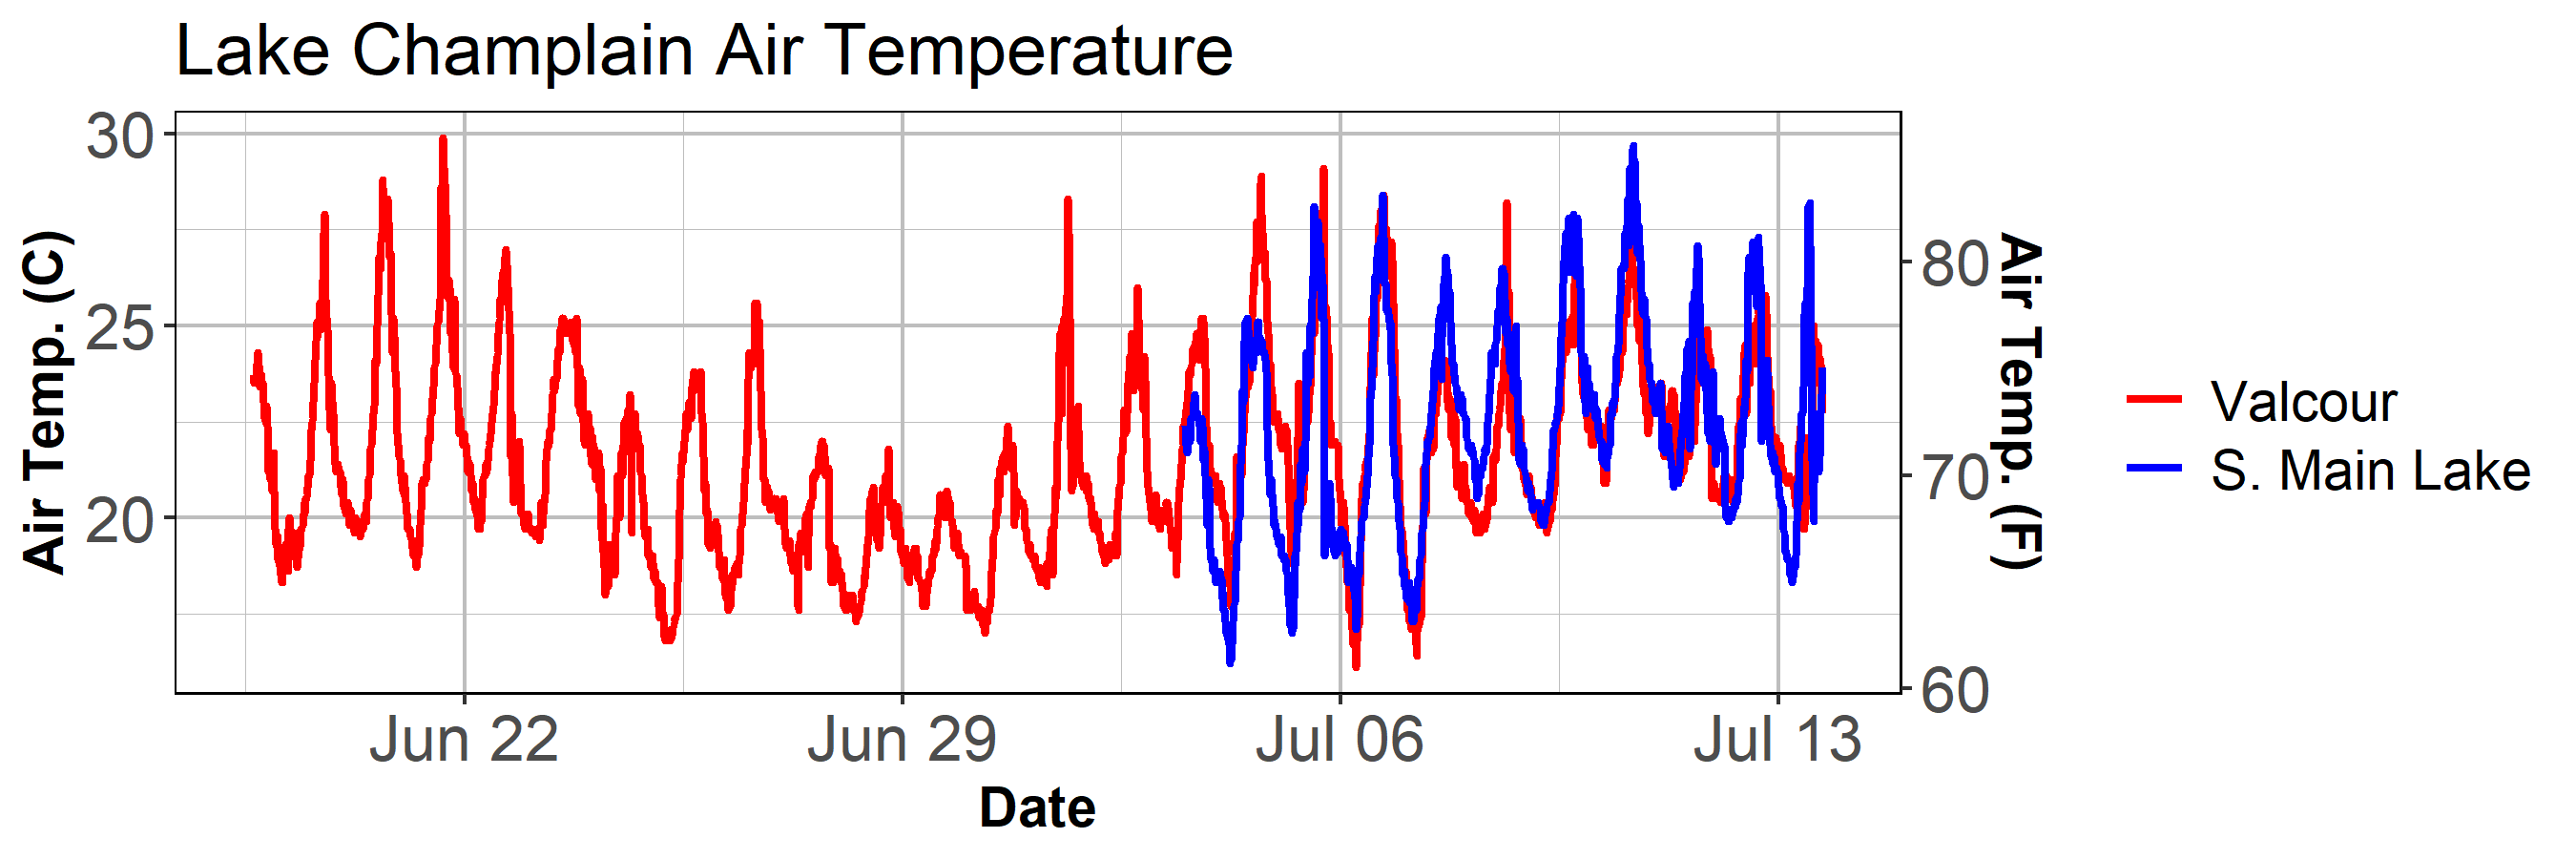 Lake Champlain Air Temperature
Air Temp. (C)
30
25
20
Air Temp. (F)
80
70
60
Jun 22
Jun 29
Jul 06
Jul 13
Date
Valcour
S. Main Lake